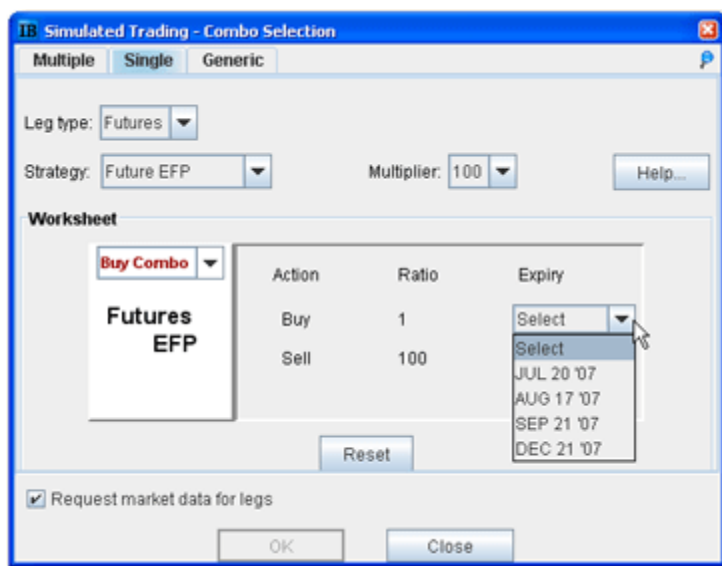 IB Simulated Trading - Combo Selection
Multiple Single Generic
Leg type: Futures
Strategy: Future EFP Multiplier: 100 Help...
Worksheet
Buy Combo
Action Ratio Expiry
Futures
EFP
Buy 1 Select
Sell 100
Select
JUL 20 '07
AUG 17 '07
SEP 21 '07
DEC 21 '07
Reset
Request market data for legs
OK Close